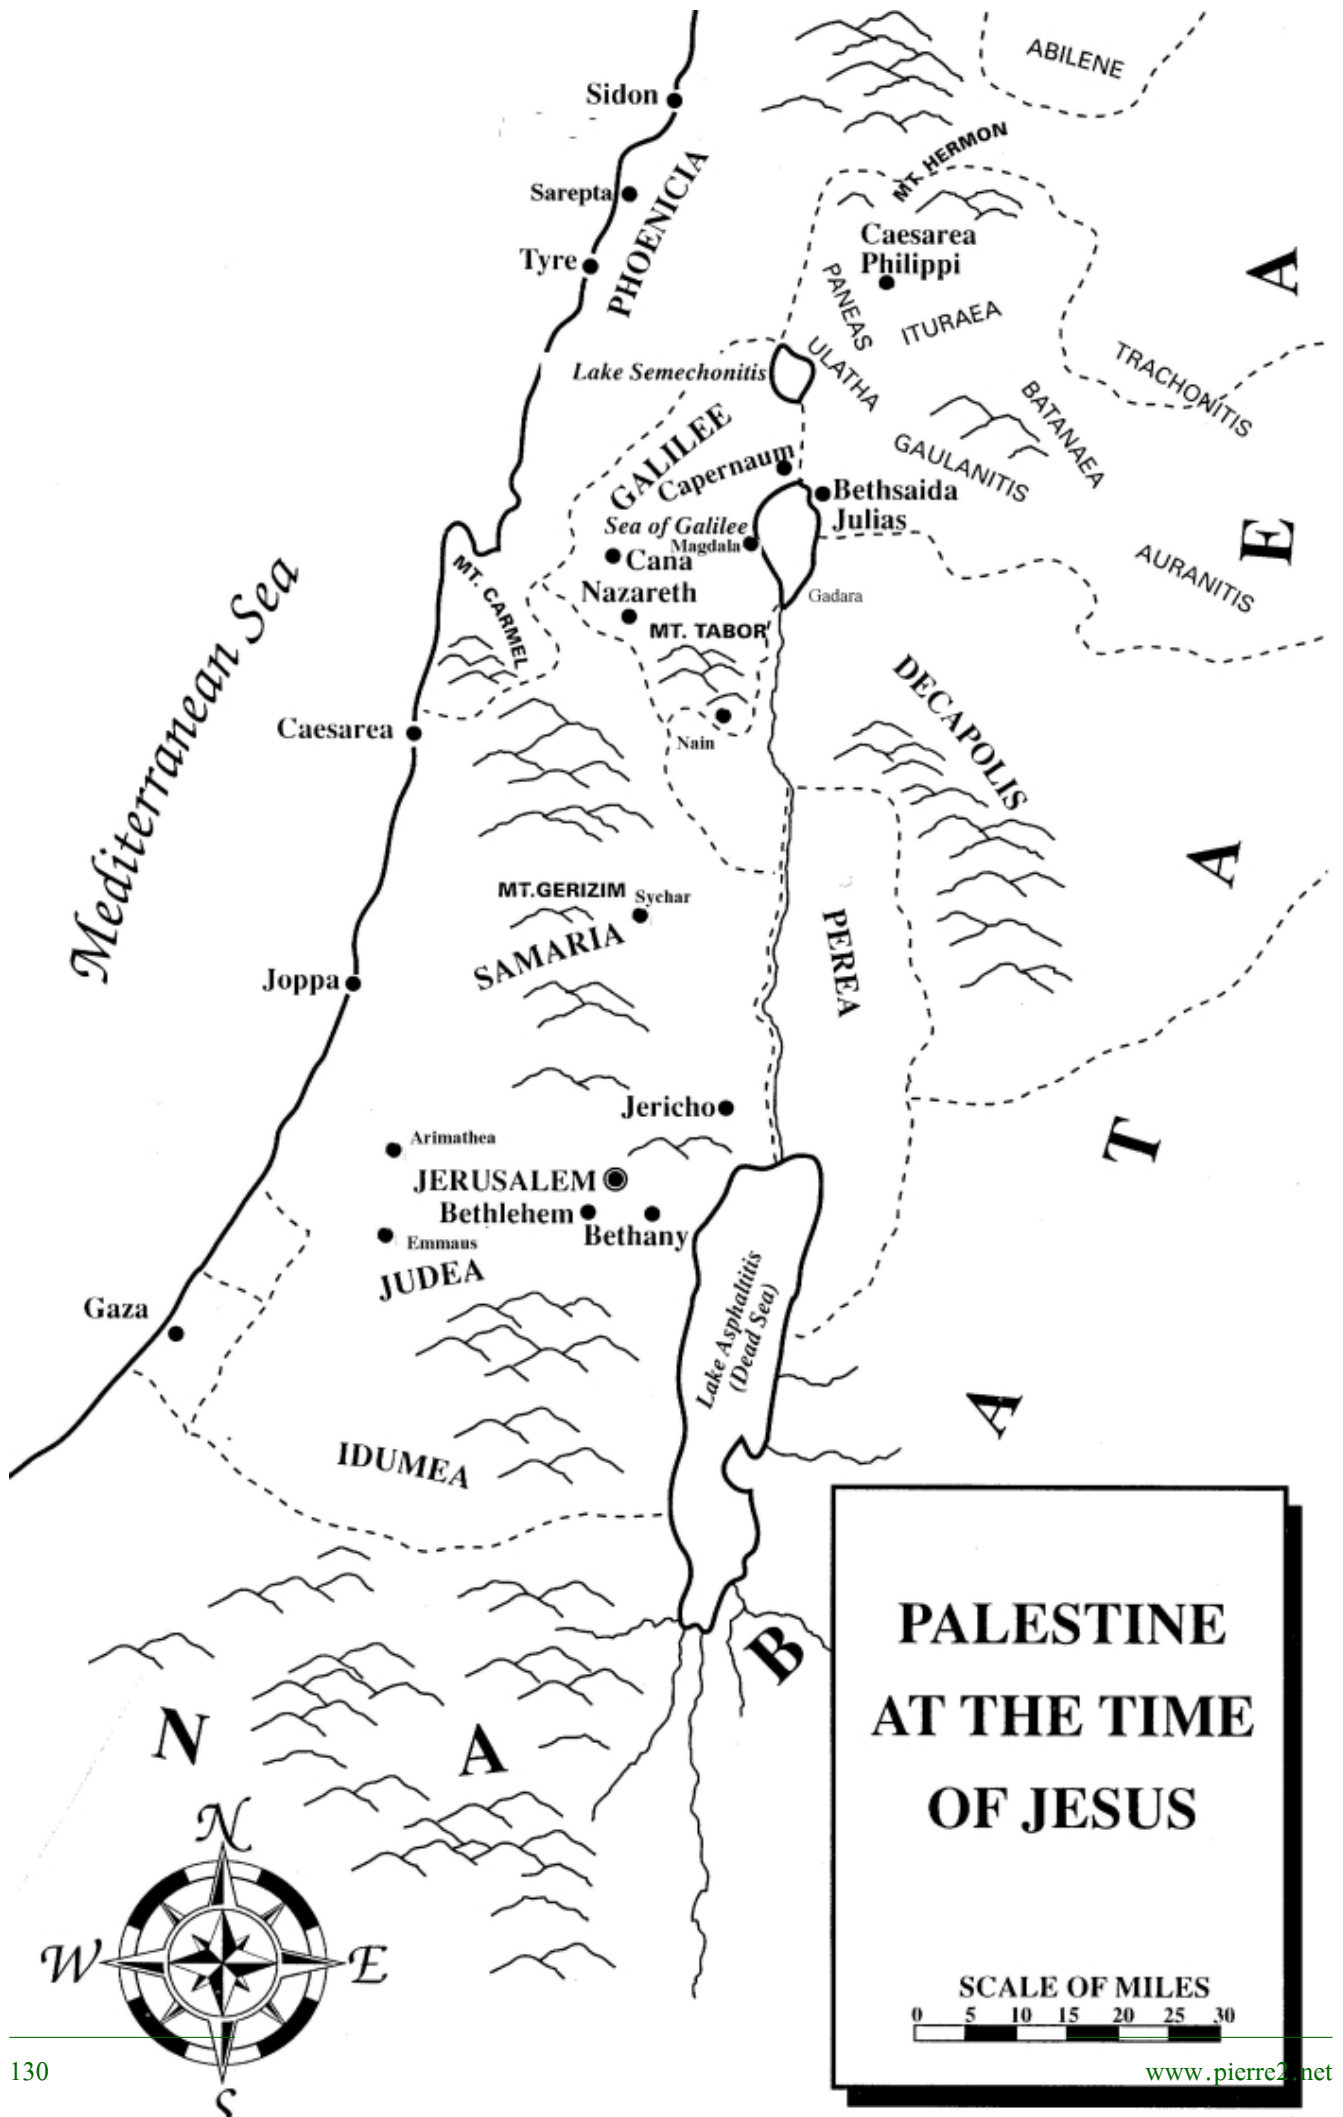 ABILENE
Sidon
MT. HERMON
Sarepta
PHOENICIA
Caesarea
Philippi
Tyre
A
PANEAS
ITURAEA
ULATHA
TRACHONITIS
Lake Semechonitis
BATANAEA
GALILEE
GAULANITIS
Capernaum
Bethsaida
Julias
Sea of Galilee
Magdala
E
Cana
AURANITIS
MT. CARMEL
Nazareth
Gadara
MT. TABOR
Mediterranean Sea
DECAPOLIS
Caesarea
Nain
A
MT.GERIZIM
Sychar
SAMARIA
PEREA
Joppa
Jericho
T
Arimathea
JERUSALEM
Bethlehem
Bethany
Emmaus
JUDEA
Gaza
Lake Asphaltitis
(Dead Sea)
A
IDUMEA
B
N
A
PALESTINE
AT THE TIME
OF JESUS
N
W
E
S
SCALE OF MILES
0 5 10 15 20 25 30
130
www.pierre2.net